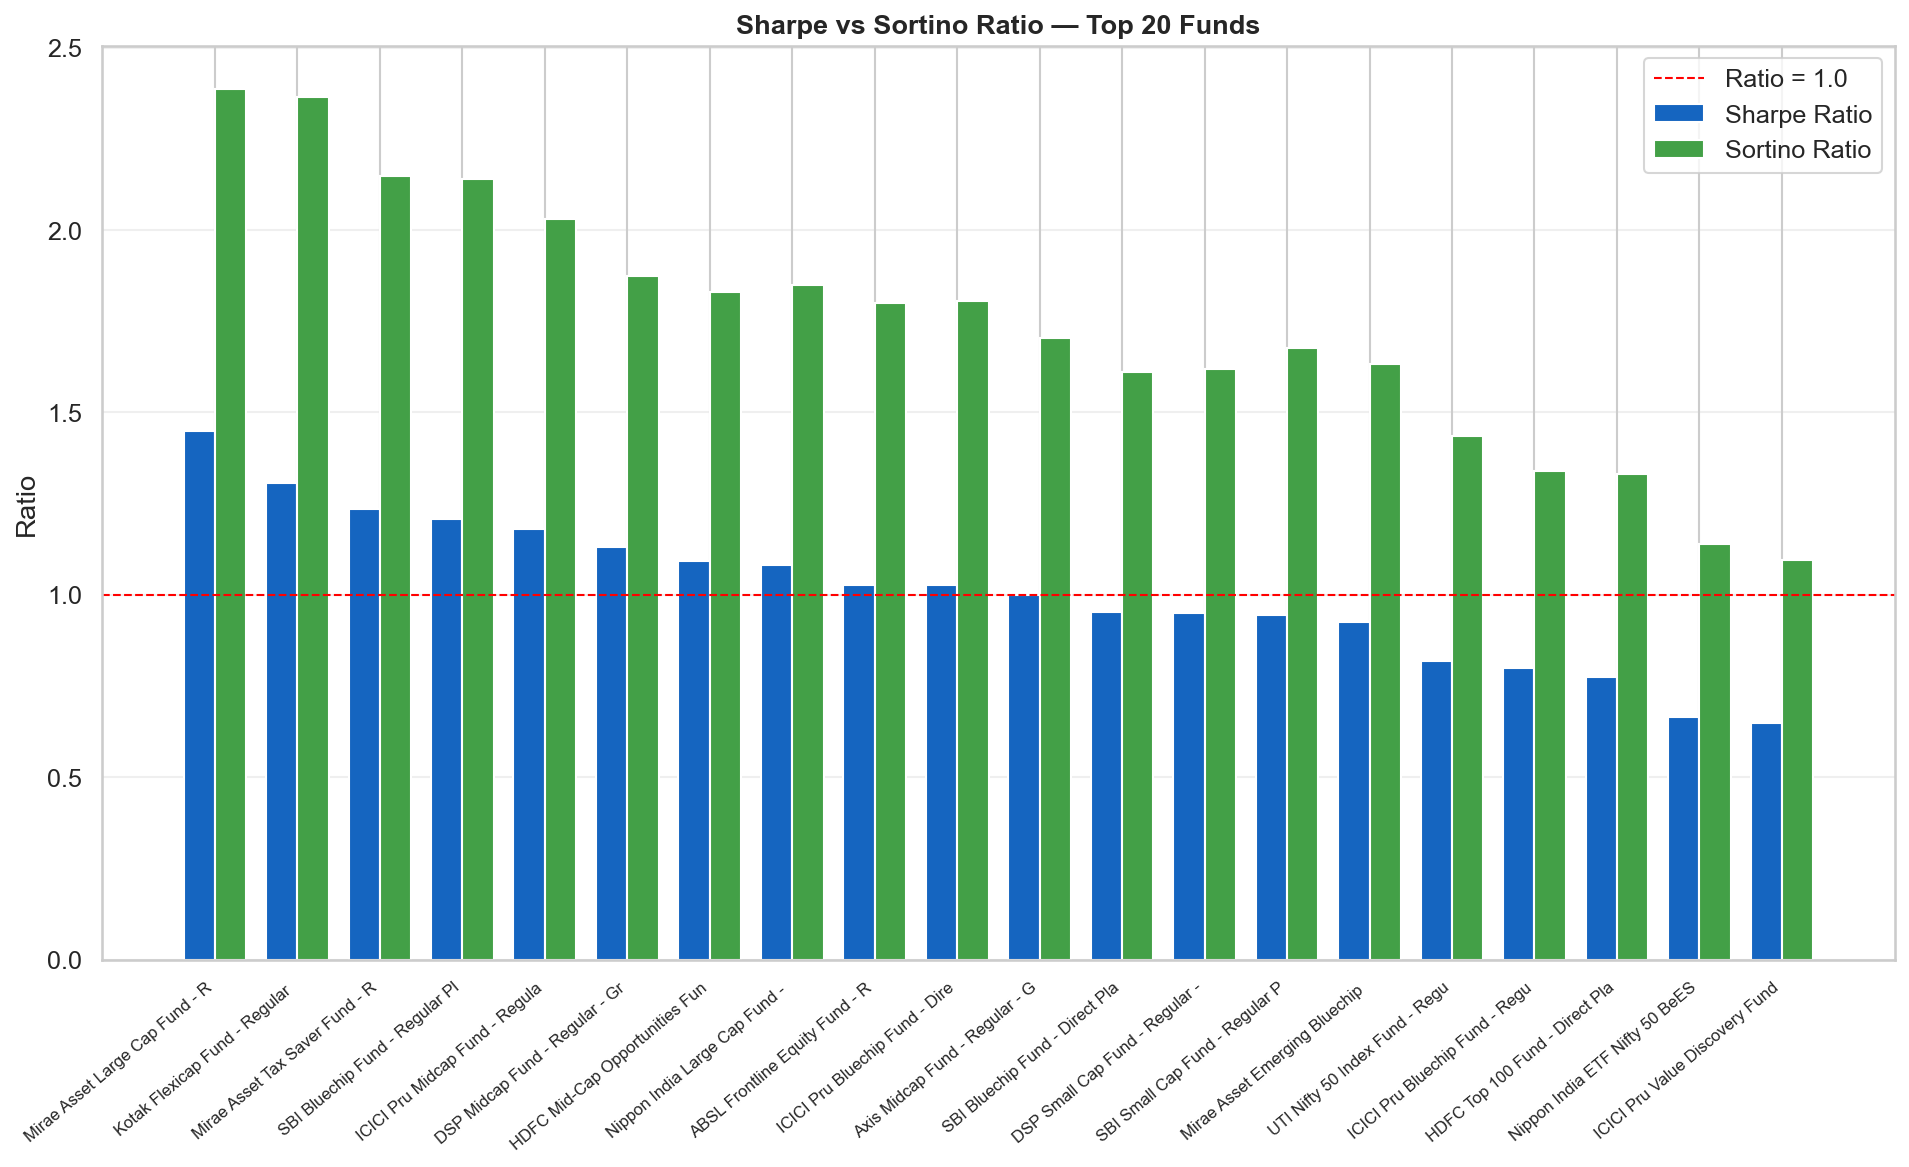 Sharpe vs Sortino Ratio — Top 20 Funds
Ratio = 1.0
Sharpe Ratio
Sortino Ratio
Ratio
2.5
2.0
1.5
1.0
0.5
0.0
Mirae Asset Large Cap Fund - R
Kotak Flexicap Fund - Regular
Mirae Asset Tax Saver Fund - R
SBI Bluechip Fund - Regular Pl
ICICI Pru Midcap Fund - Regula
DSP Midcap Fund - Regular - Gr
HDFC Mid-Cap Opportunities Fun
Nippon India Large Cap Fund -
ABSL Frontline Equity Fund - R
ICICI Pru Bluechip Fund - Dire
Axis Midcap Fund - Regular - G
SBI Bluechip Fund - Direct Pla
DSP Small Cap Fund - Regular -
SBI Small Cap Fund - Regular P
Mirae Asset Emerging Bluechip
UTI Nifty 50 Index Fund - Regu
ICICI Pru Bluechip Fund - Regu
HDFC Top 100 Fund - Direct Pla
Nippon India ETF Nifty 50 BeES
ICICI Pru Value Discovery Fund